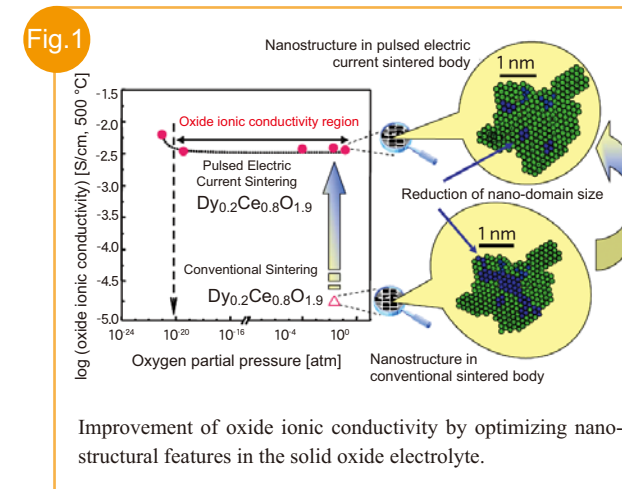 Fig.1
Nanostructure in pulsed electric
current sintered body
1 nm
log (oxide ionic conductivity) [S/cm, 500 °C]
-1.5
-2.0
-2.5
-3.0
-3.5
-4.0
-4.5
-5.0
Oxide ionic conductivity region
Pulsed Electric
Current Sintering
Dy0.2Ce0.8O1.9
Reduction of nano-domain size
1 nm
Conventional Sintering
Dy0.2Ce0.8O1.9
10-24 10-20 10-16 10-4 100
Oxygen partial pressure [atm]
Nanostructure in
conventional sintered body
Improvement of oxide ionic conductivity by optimizing nano-
structural features in the solid oxide electrolyte.